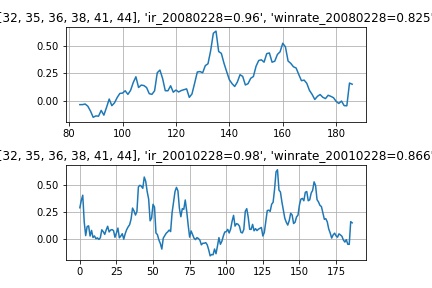 [32, 35, 36, 38, 41, 44], 'ir_20080228=0.96', 'winrate_20080228=0.825'
0.50
0.25
0.00
80 100 120 140 160 180
[32, 35, 36, 38, 41, 44], 'ir_20010228=0.98', 'winrate_20010228=0.866'
0.50
0.25
0.00
0 25 50 75 100 125 150 175